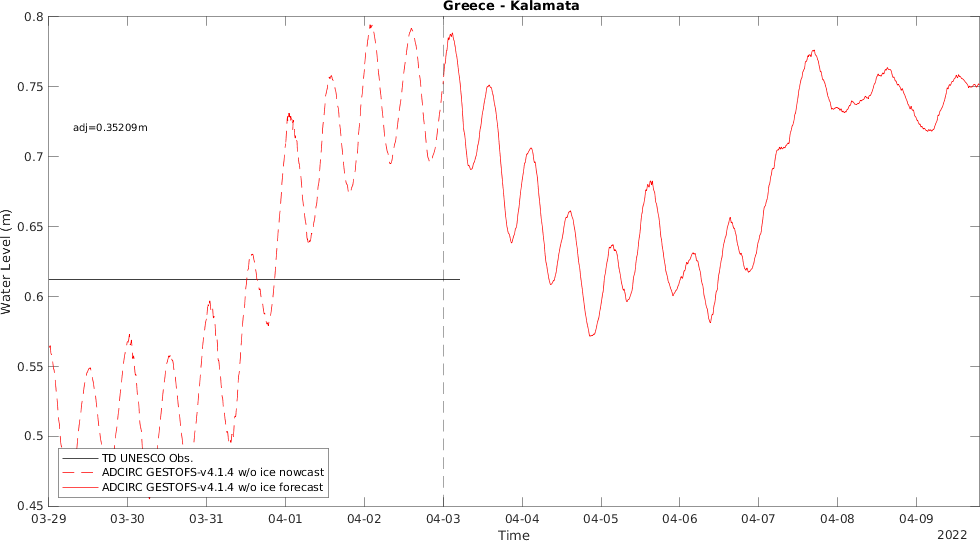 Greece - Kalamata
0.8
0.75
0.7
0.65
0.6
0.55
0.5
0.45
Water Level (m)
adj=0.35209m
TD UNESCO Obs.
ADCIRC GESTOFS-v4.1.4 w/o ice nowcast
ADCIRC GESTOFS-v4.1.4 w/o ice forecast
03-29 03-30 03-31 04-01 04-02 04-03 04-04 04-05 04-06 04-07 04-08 04-09
Time
2022